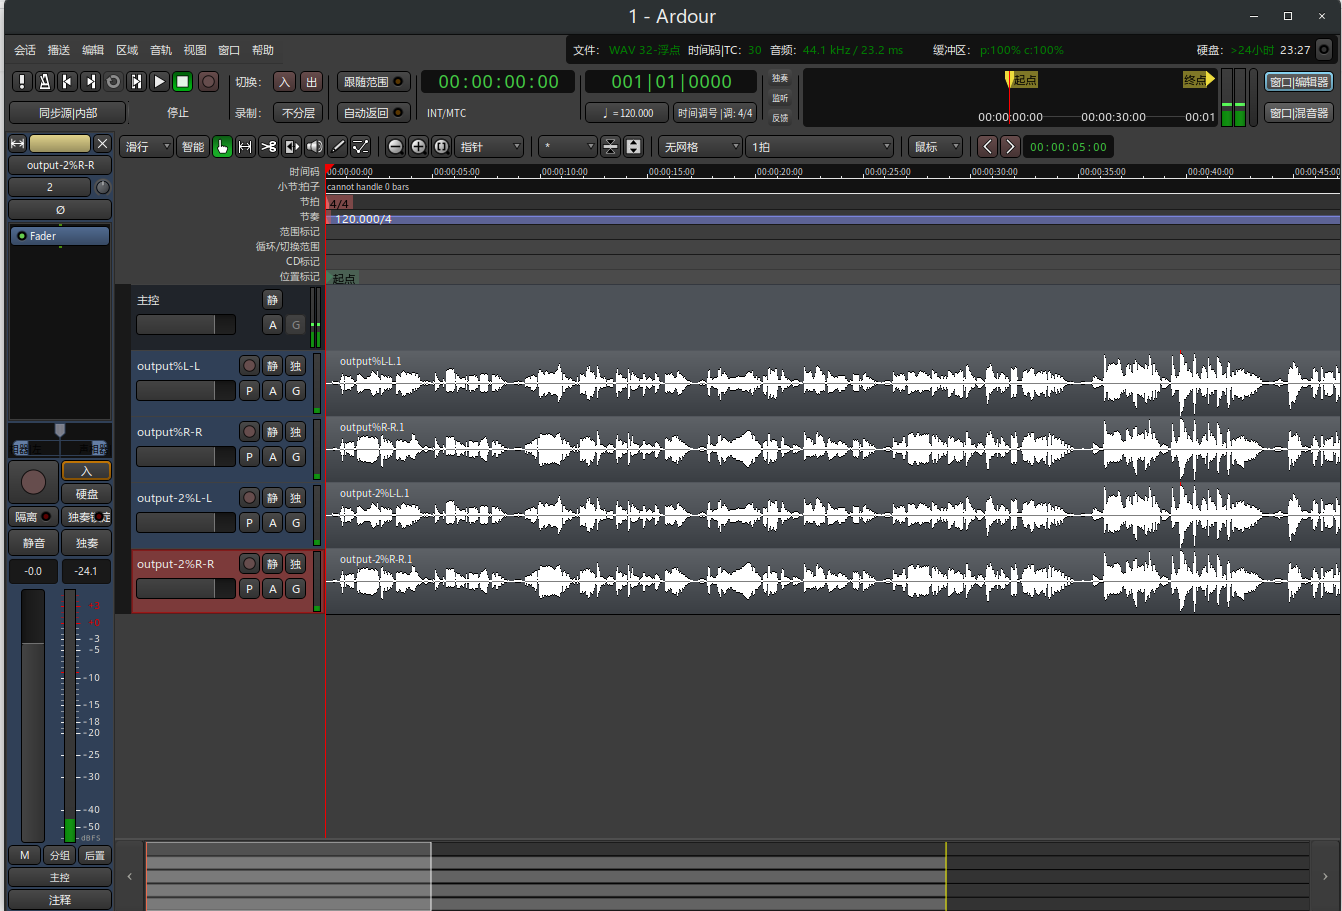 1 - Ardour
会话 播送 编辑 区域 音轨 视图 窗口 帮助
文件: WAV 32-浮点 时间码|TC: 30 音频: 44.1 kHz / 23.2 ms 缓冲区: p:100% c:100% 硬盘: >24小时 23:27
切换: 入 出 跟随范围 00:00:00:00 001|01|0000 独奏 起点 终点 窗口|编辑器
监听
同步源|内部 停止 录制: 不分层 自动返回 INT/MTC ♩ = 120.000 时间调号 |调: 4/4 反馈 00:00:00:00 00:00:30:00 00:01 窗口|混音器
滑行 智能 指针 * 无网格 1拍 鼠标 00:00:05:00
output-2%R-R
2
Ø
Fader
时间码 00:00:00:00 00:00:05:00 00:00:10:00 00:00:15:00 00:00:20:00 00:00:25:00 00:00:30:00 00:00:35:00 00:00:40:00 00:00:45:00
小节:拍子 cannot handle 0 bars
节拍 4/4
节奏 120.000/4
范围标记
循环/切换范围
CD标记
位置标记 起点
主控 静
A G
output%L-L 静 独 output%L-L.1
P A G
output%R-R 静 独 output%R-R.1
P A G
output-2%L-L 静 独 output-2%L-L.1
P A G
output-2%R-R 静 独 output-2%R-R.1
P A G
入
硬盘
隔离 独奏锁定
静音 独奏
-0.0 -24.1
+3
+0
-3
-5
-10
-15
-18
-20
-25
-30
-40
-50
dBFS
M 分组 后置
主控
注释